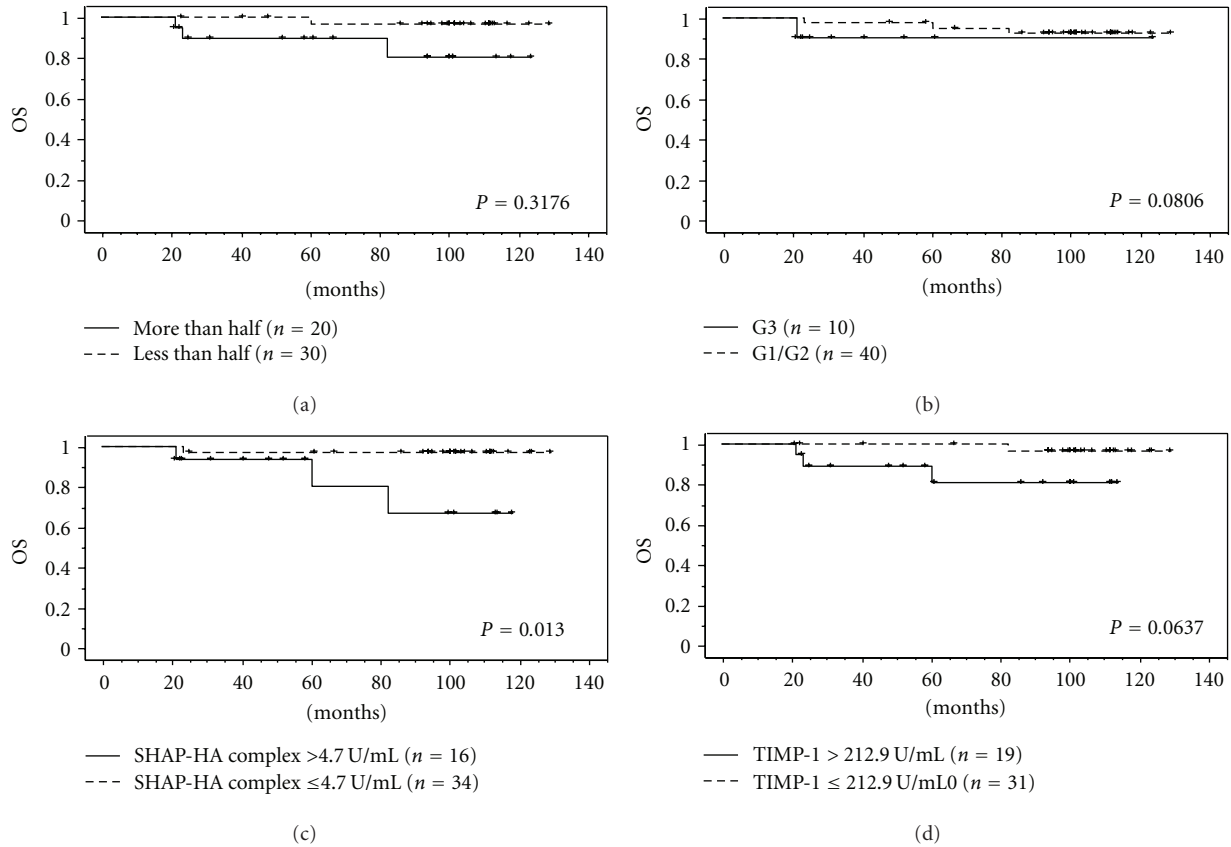 1
0.8
0.6
0.4
0.2
0
OS
P = 0.3176
0 20 40 60 80 100 120 140
(months)
More than half (n = 20)
Less than half (n = 30)
(a)
1
0.8
0.6
0.4
0.2
0
OS
P = 0.0806
0 20 40 60 80 100 120 140
(months)
G3 (n = 10)
G1/G2 (n = 40)
(b)
1
0.8
0.6
0.4
0.2
0
OS
P = 0.013
0 20 40 60 80 100 120 140
(months)
SHAP-HA complex >4.7 U/mL (n = 16)
SHAP-HA complex ≤4.7 U/mL (n = 34)
(c)
1
0.8
0.6
0.4
0.2
0
OS
P = 0.0637
0 20 40 60 80 100 120 140
(months)
TIMP-1 > 212.9 U/mL (n = 19)
TIMP-1 ≤ 212.9 U/mL0 (n = 31)
(d)